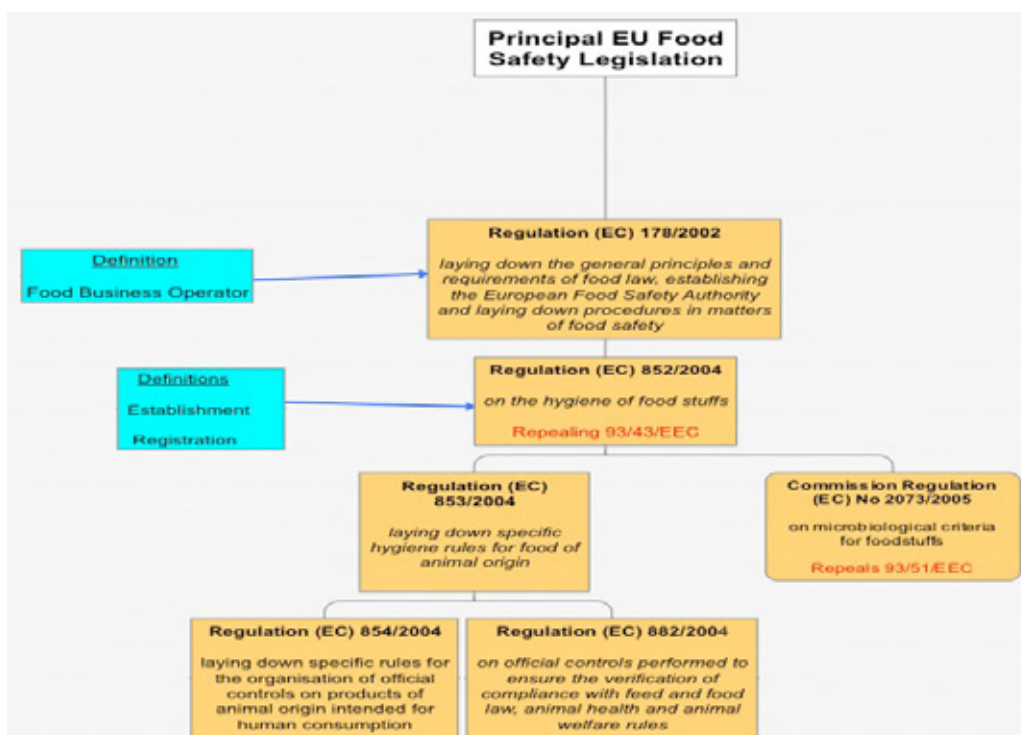 Principal EU Food
Safety Legislation
Regulation (EC) 178/2002
laying down the general principles and
requirements of food law, establishing
the European Food Safety Authority
and laying down procedures in matters
of food safety
Definition
Food Business Operator
Regulation (EC) 852/2004
on the hygiene of food stuffs
Repealing 93/43/EEC
Definitions
Establishment
Registration
Regulation (EC)
853/2004
laying down specific
hygiene rules for food of
animal origin
Commission Regulation
(EC) No 2073/2005
on microbiological criteria
for foodstuffs
Repeals 93/51/EEC
Regulation (EC) 854/2004
laying down specific rules for
the organisation of official
controls on products of
animal origin intended for
human consumption
Regulation (EC) 882/2004
on official controls performed to
ensure the verification of
compliance with feed and food
law, animal health and animal
welfare rules